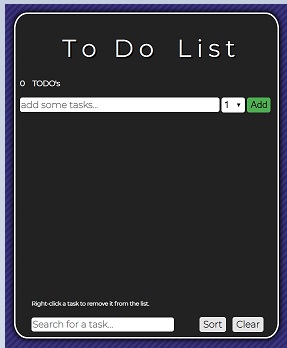 To Do List
0 TODO's
add some tasks... 1 Add
Right-click a task to remove it from the list.
Search for a task... Sort Clear